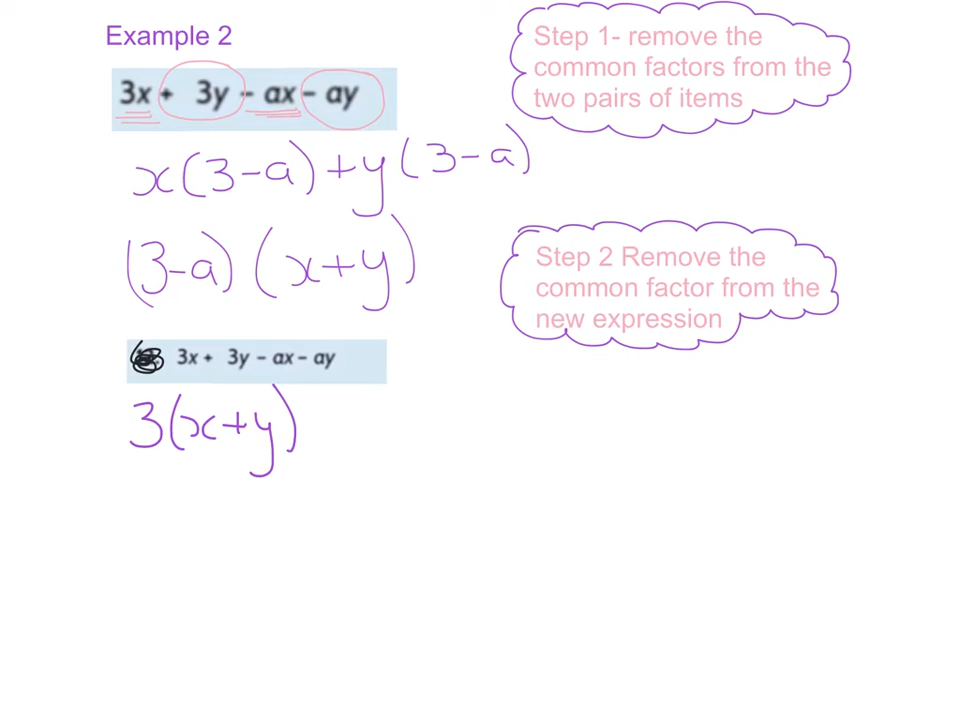 Example 2
Step 1- remove the
common factors from the
two pairs of items
3x + 3y - ax - ay
x(3-a)+y(3-a)
(3-a) (x+y)
Step 2 Remove the
common factor from the
new expression
3x + 3y - ax - ay
3(x+y)